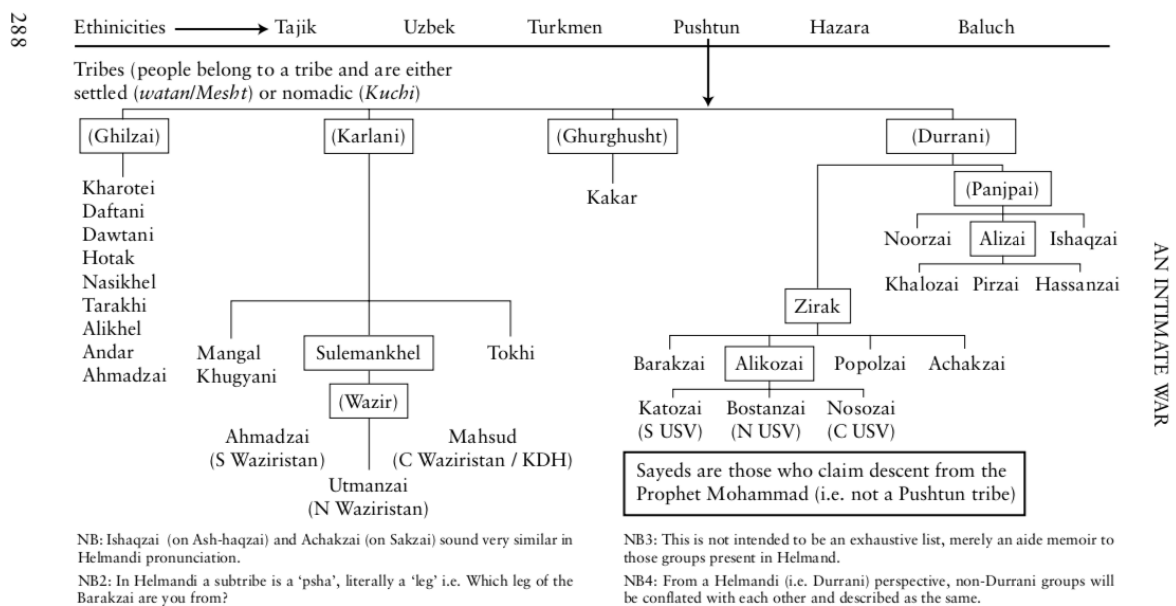 288
Ethinicities Tajik Uzbek Turkmen Pushtun Hazara Baluch
Tribes (people belong to a tribe and are either
settled (watan/Mesht) or nomadic (Kuchi)
(Ghilzai) (Karlani) (Ghurghusht) (Durrani)
Kharotei
Daftani
Dawtani
Hotak
Nasikhel
Tarakhi
Alikhel
Andar
Ahmadzai
Mangal
Khugyani
Sulemankhel
Tokhi
(Wazir)
Ahmadzai
(S Waziristan)
Utmanzai
(N Waziristan)
Mahsud
(C Waziristan / KDH)
Kakar
(Panjpai)
Noorzai Alizai Ishaqzai
Khalozai Pirzai Hassanzai
Zirak
Barakzai Alikozai Popolzai Achakzai
Katozai Bostanzai Nosozai
(S USV) (N USV) (C USV)
Sayeds are those who claim descent from the
Prophet Mohammad (i.e. not a Pushtun tribe)
NB: Ishaqzai (on Ash-haqzai) and Achakzai (on Sakzai) sound very similar in
Helmandi pronunciation.
NB2: In Helmandi a subtribe is a ‘psha’, literally a ‘leg’ i.e. Which leg of the
Barakzai are you from?
NB3: This is not intended to be an exhaustive list, merely an aide memoir to
those groups present in Helmand.
NB4: From a Helmandi (i.e. Durrani) perspective, non-Durrani groups will
be conflated with each other and described as the same.
AN INTIMATE WAR